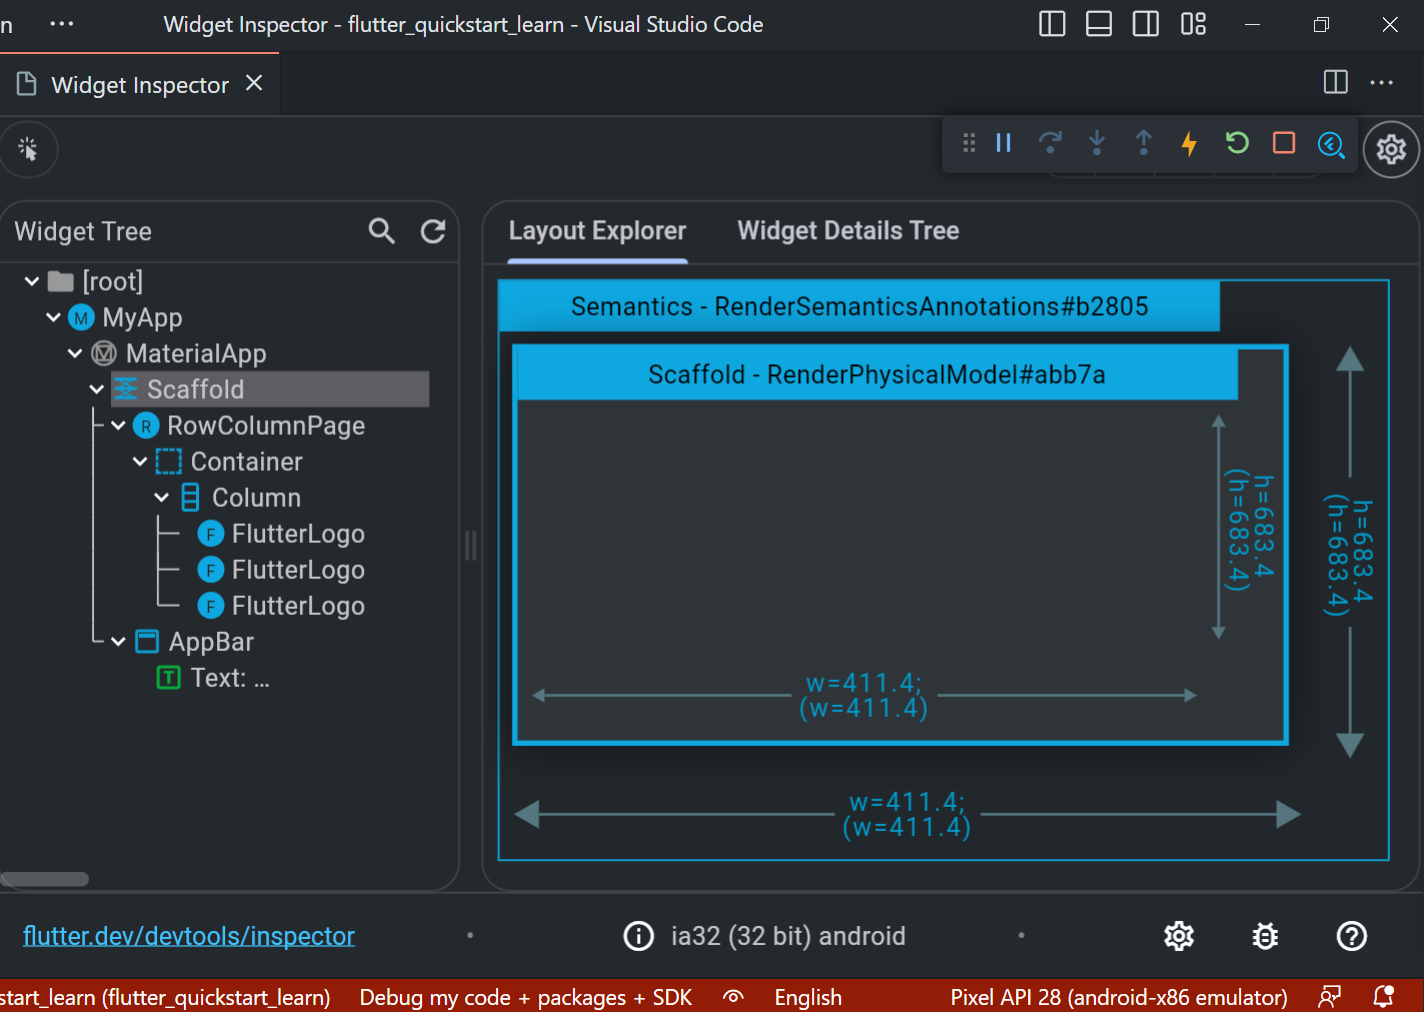 n ··· Widget Inspector - flutter_quickstart_learn - Visual Studio Code
Widget Inspector
Widget Tree
[root]
M MyApp
MaterialApp
Scaffold
R RowColumnPage
Container
Column
F FlutterLogo
F FlutterLogo
F FlutterLogo
AppBar
T Text: ...
Layout Explorer Widget Details Tree
Semantics - RenderSemanticsAnnotations#b2805
Scaffold - RenderPhysicalModel#abb7a
h=683.4
(h=683.4)
h=683.4
(h=683.4)
w=411.4;
(w=411.4)
w=411.4;
(w=411.4)
flutter.dev/devtools/inspector • ia32 (32 bit) android •
start_learn (flutter_quickstart_learn) Debug my code + packages + SDK English Pixel API 28 (android-x86 emulator)